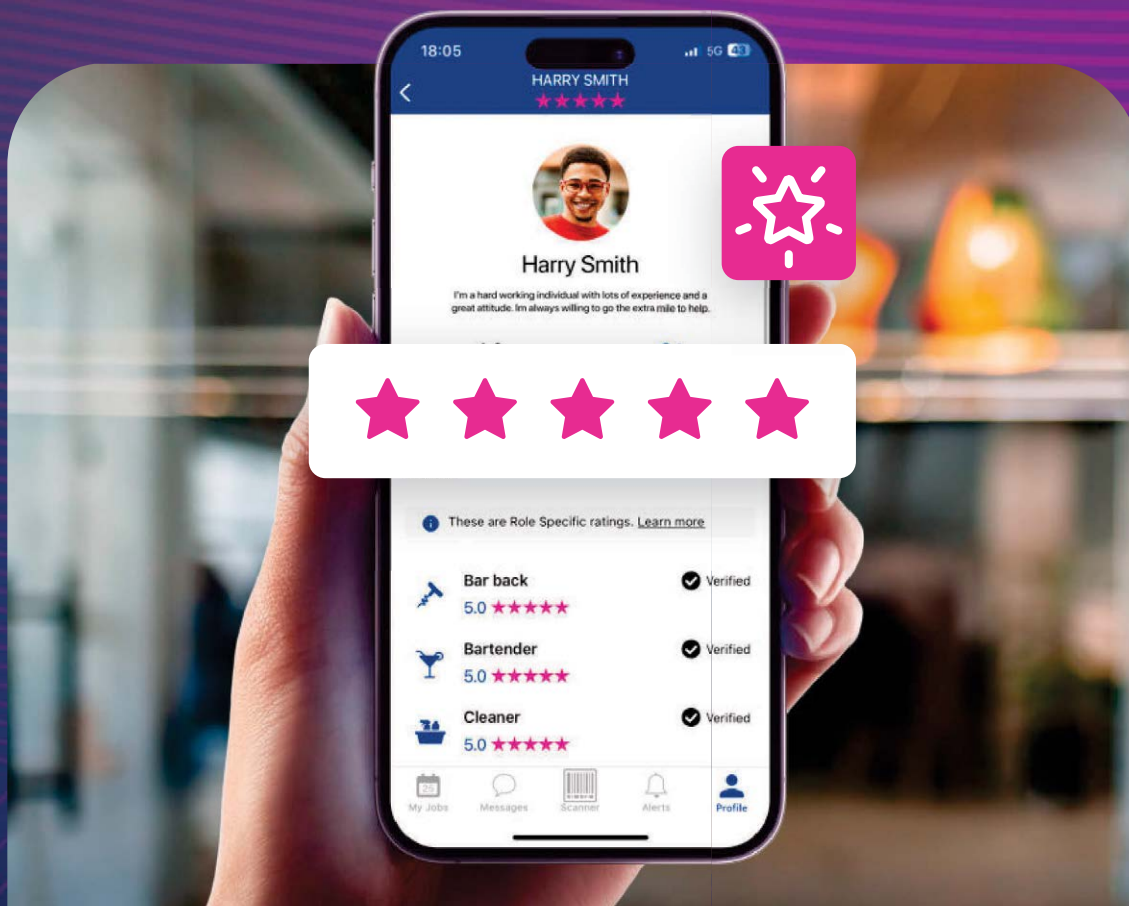 18:05
5G 43
HARRY SMITH
Harry Smith
I'm a hard working individual with lots of experience and a
great attitude. Im always willing to go the extra mile to help.
These are Role Specific ratings. Learn more
Bar back
Verified
5.0
Bartender
Verified
5.0
Cleaner
Verified
5.0
25
My Jobs
Messages
Scanner
Alerts
Profile